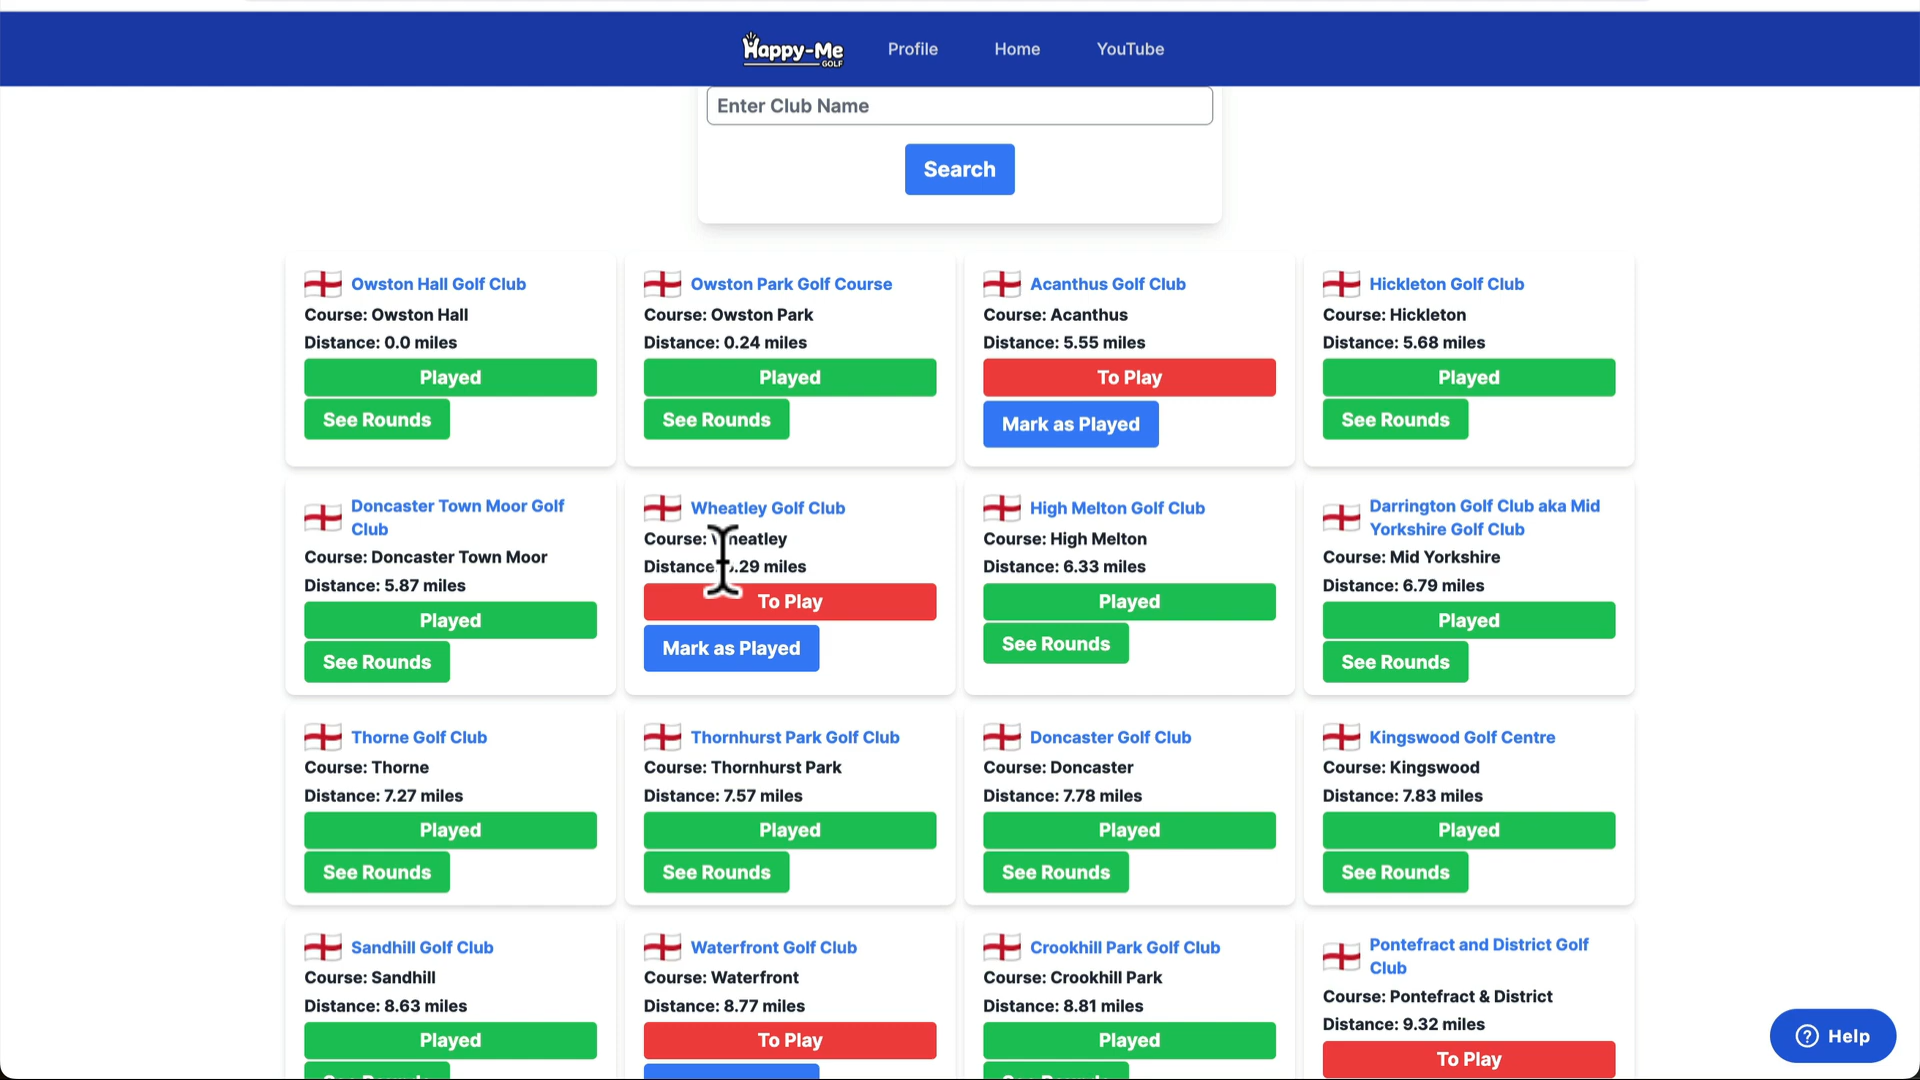 Happy-Me
GOLF
Profile
Home
YouTube
Enter Club Name
Search
Owston Hall Golf Club
Course: Owston Hall
Distance: 0.0 miles
Played
See Rounds
Owston Park Golf Course
Course: Owston Park
Distance: 0.24 miles
Played
See Rounds
Acanthus Golf Club
Course: Acanthus
Distance: 5.55 miles
To Play
Mark as Played
Hickleton Golf Club
Course: Hickleton
Distance: 5.68 miles
Played
See Rounds
Doncaster Town Moor Golf
Club
Course: Doncaster Town Moor
Distance: 5.87 miles
Played
See Rounds
Wheatley Golf Club
Course: Wheatley
Distance: .29 miles
To Play
Mark as Played
High Melton Golf Club
Course: High Melton
Distance: 6.33 miles
Played
See Rounds
Darrington Golf Club aka Mid
Yorkshire Golf Club
Course: Mid Yorkshire
Distance: 6.79 miles
Played
See Rounds
Thorne Golf Club
Course: Thorne
Distance: 7.27 miles
Played
See Rounds
Thornhurst Park Golf Club
Course: Thornhurst Park
Distance: 7.57 miles
Played
See Rounds
Doncaster Golf Club
Course: Doncaster
Distance: 7.78 miles
Played
See Rounds
Kingswood Golf Centre
Course: Kingswood
Distance: 7.83 miles
Played
See Rounds
Sandhill Golf Club
Course: Sandhill
Distance: 8.63 miles
Played
See Rounds
Waterfront Golf Club
Course: Waterfront
Distance: 8.77 miles
To Play
Crookhill Park Golf Club
Course: Crookhill Park
Distance: 8.81 miles
Played
See Rounds
Pontefract and District Golf
Club
Course: Pontefract & District
Distance: 9.32 miles
To Play
Help